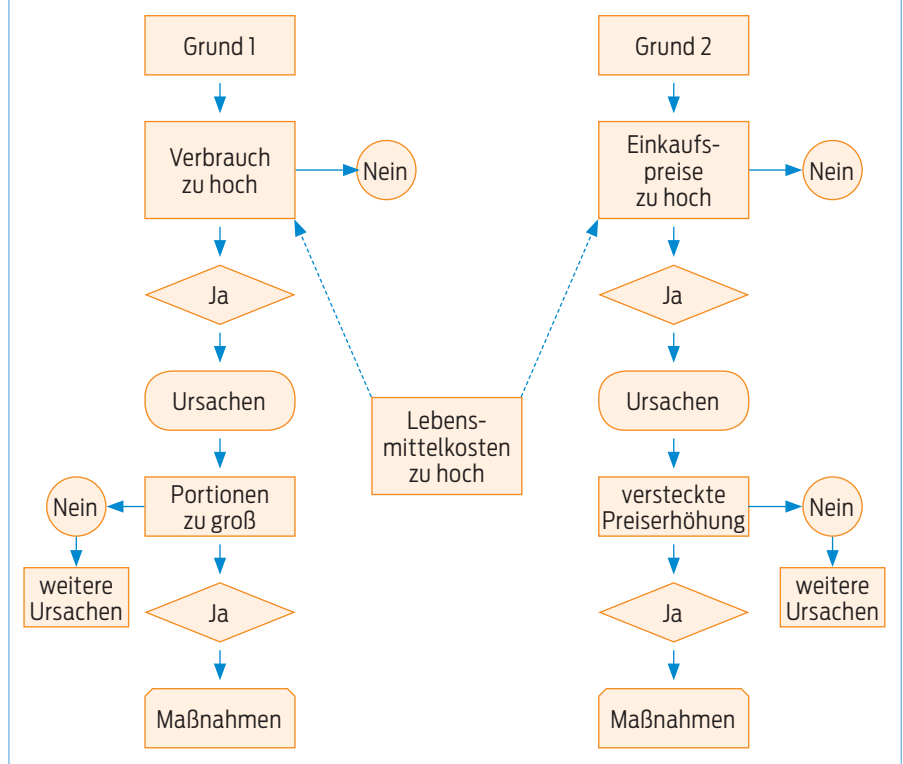 Grund 1
Verbrauch
zu hoch
Nein
Ja
Ursachen
Portionen
zu groß
Nein
weitere
Ursachen
Ja
Maßnahmen
Lebens-
mittelkosten
zu hoch
Grund 2
Einkaufs-
preise
zu hoch
Nein
Ja
Ursachen
versteckte
Preiserhöhung
Nein
weitere
Ursachen
Ja
Maßnahmen